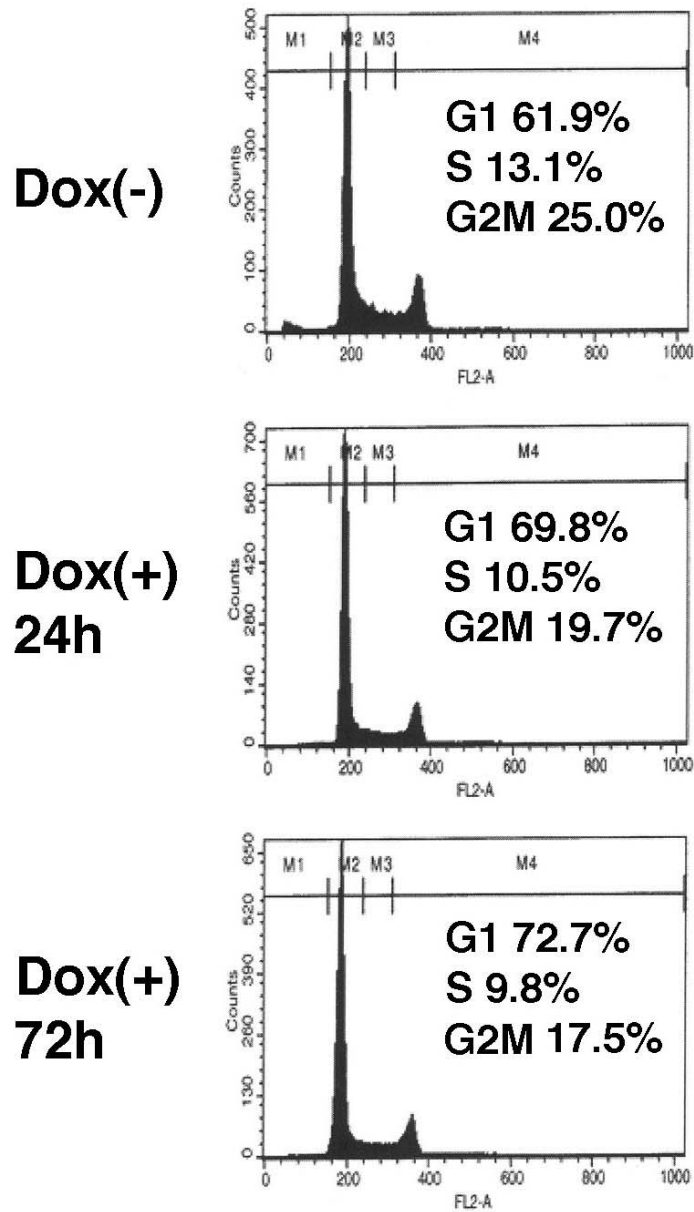 Dox(-)
500
400
300
200
100
0
Counts
M1
M2
M3
M4
G1 61.9%
S 13.1%
G2M 25.0%
0
200
400
600
800
1000
FL2-A
Dox(+)
24h
700
560
420
280
140
0
Counts
M1
M2
M3
M4
G1 69.8%
S 10.5%
G2M 19.7%
0
200
400
600
800
1000
FL2-A
Dox(+)
72h
650
520
390
260
130
0
Counts
M1
M2
M3
M4
G1 72.7%
S 9.8%
G2M 17.5%
0
200
400
600
800
1000
FL2-A